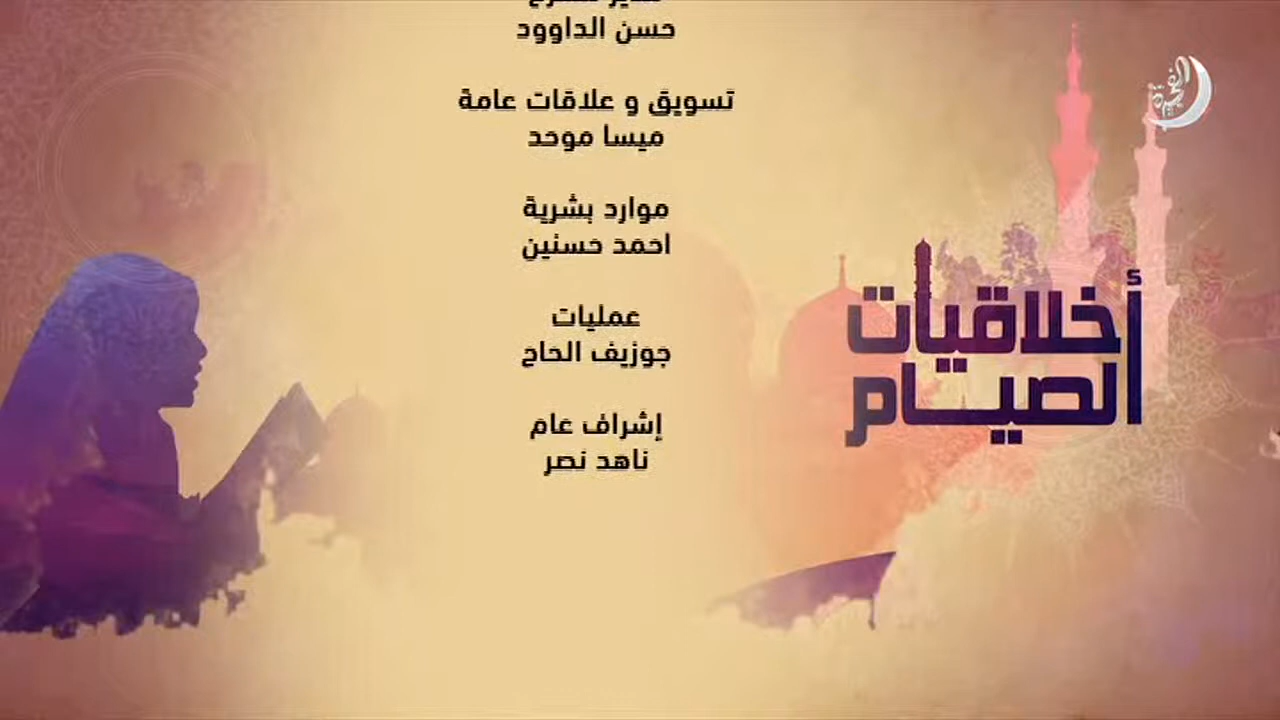 حسن الداوود
تسويق و علاقات عامة
ميسا موحد
موارد بشرية
احمد حسنين
عمليات
جوزيف الحاج
إشراف عام
ناهد نصر
أخلاقيات
الصيام